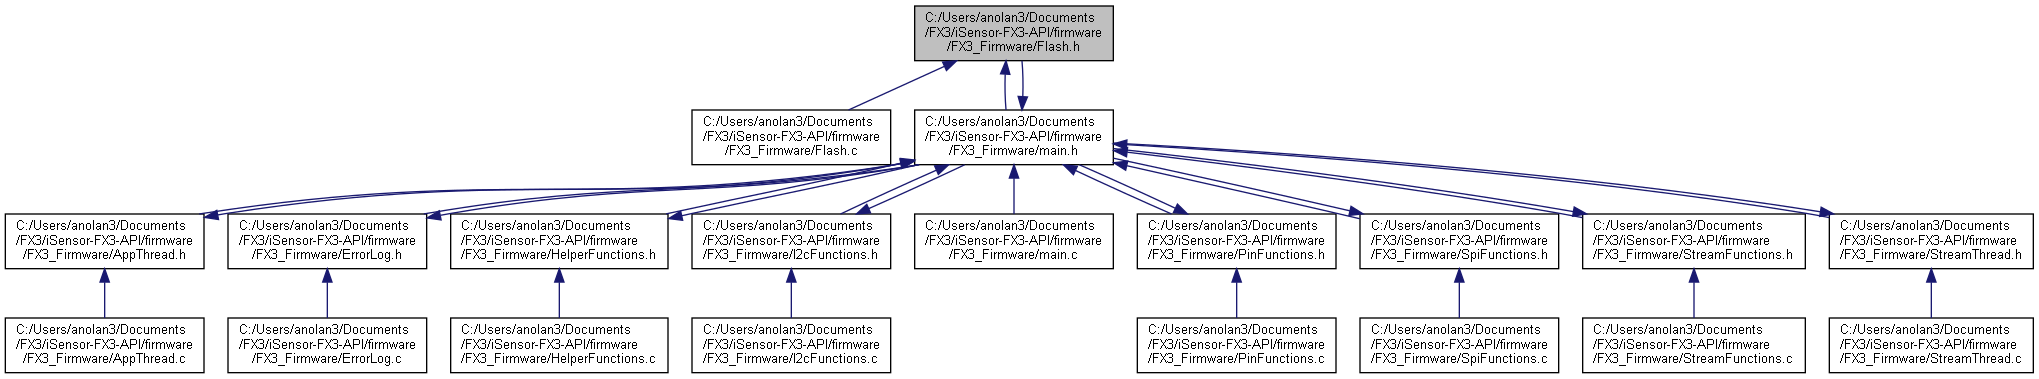 C:/Users/anolan3/Documents
/FX3/iSensor-FX3-API/firmware
/FX3_Firmware/Flash.h
C:/Users/anolan3/Documents
/FX3/iSensor-FX3-API/firmware
/FX3_Firmware/Flash.c
C:/Users/anolan3/Documents
/FX3/iSensor-FX3-API/firmware
/FX3_Firmware/main.h
C:/Users/anolan3/Documents
/FX3/iSensor-FX3-API/firmware
/FX3_Firmware/AppThread.h
C:/Users/anolan3/Documents
/FX3/iSensor-FX3-API/firmware
/FX3_Firmware/ErrorLog.h
C:/Users/anolan3/Documents
/FX3/iSensor-FX3-API/firmware
/FX3_Firmware/HelperFunctions.h
C:/Users/anolan3/Documents
/FX3/iSensor-FX3-API/firmware
/FX3_Firmware/I2cFunctions.h
C:/Users/anolan3/Documents
/FX3/iSensor-FX3-API/firmware
/FX3_Firmware/main.c
C:/Users/anolan3/Documents
/FX3/iSensor-FX3-API/firmware
/FX3_Firmware/PinFunctions.h
C:/Users/anolan3/Documents
/FX3/iSensor-FX3-API/firmware
/FX3_Firmware/SpiFunctions.h
C:/Users/anolan3/Documents
/FX3/iSensor-FX3-API/firmware
/FX3_Firmware/StreamFunctions.h
C:/Users/anolan3/Documents
/FX3/iSensor-FX3-API/firmware
/FX3_Firmware/StreamThread.h
C:/Users/anolan3/Documents
/FX3/iSensor-FX3-API/firmware
/FX3_Firmware/AppThread.c
C:/Users/anolan3/Documents
/FX3/iSensor-FX3-API/firmware
/FX3_Firmware/ErrorLog.c
C:/Users/anolan3/Documents
/FX3/iSensor-FX3-API/firmware
/FX3_Firmware/HelperFunctions.c
C:/Users/anolan3/Documents
/FX3/iSensor-FX3-API/firmware
/FX3_Firmware/I2cFunctions.c
C:/Users/anolan3/Documents
/FX3/iSensor-FX3-API/firmware
/FX3_Firmware/PinFunctions.c
C:/Users/anolan3/Documents
/FX3/iSensor-FX3-API/firmware
/FX3_Firmware/SpiFunctions.c
C:/Users/anolan3/Documents
/FX3/iSensor-FX3-API/firmware
/FX3_Firmware/StreamFunctions.c
C:/Users/anolan3/Documents
/FX3/iSensor-FX3-API/firmware
/FX3_Firmware/StreamThread.c